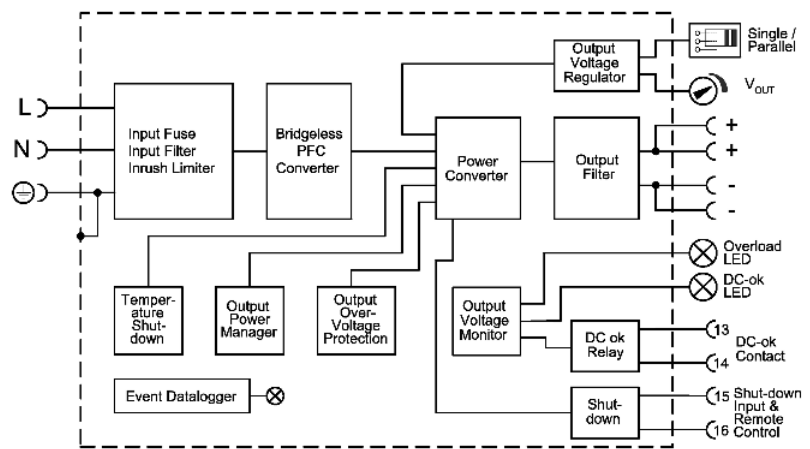 Output
Voltage
Regulator
Single /
Parallel
VOUT
L
N
Input Fuse
Input Filter
Inrush Limiter
Bridgeless
PFC
Converter
Power
Converter
Output
Filter
+
+
-
-
Temper-
ature
Shut-
down
Output
Power
Manager
Output
Over-
Voltage
Protection
Output
Voltage
Monitor
Overload
LED
DC-ok
LED
DC ok
Relay
13
14
DC-ok
Contact
Event Datalogger
Shut-
down
15
16
Shut-down
Input &
Remote
Control